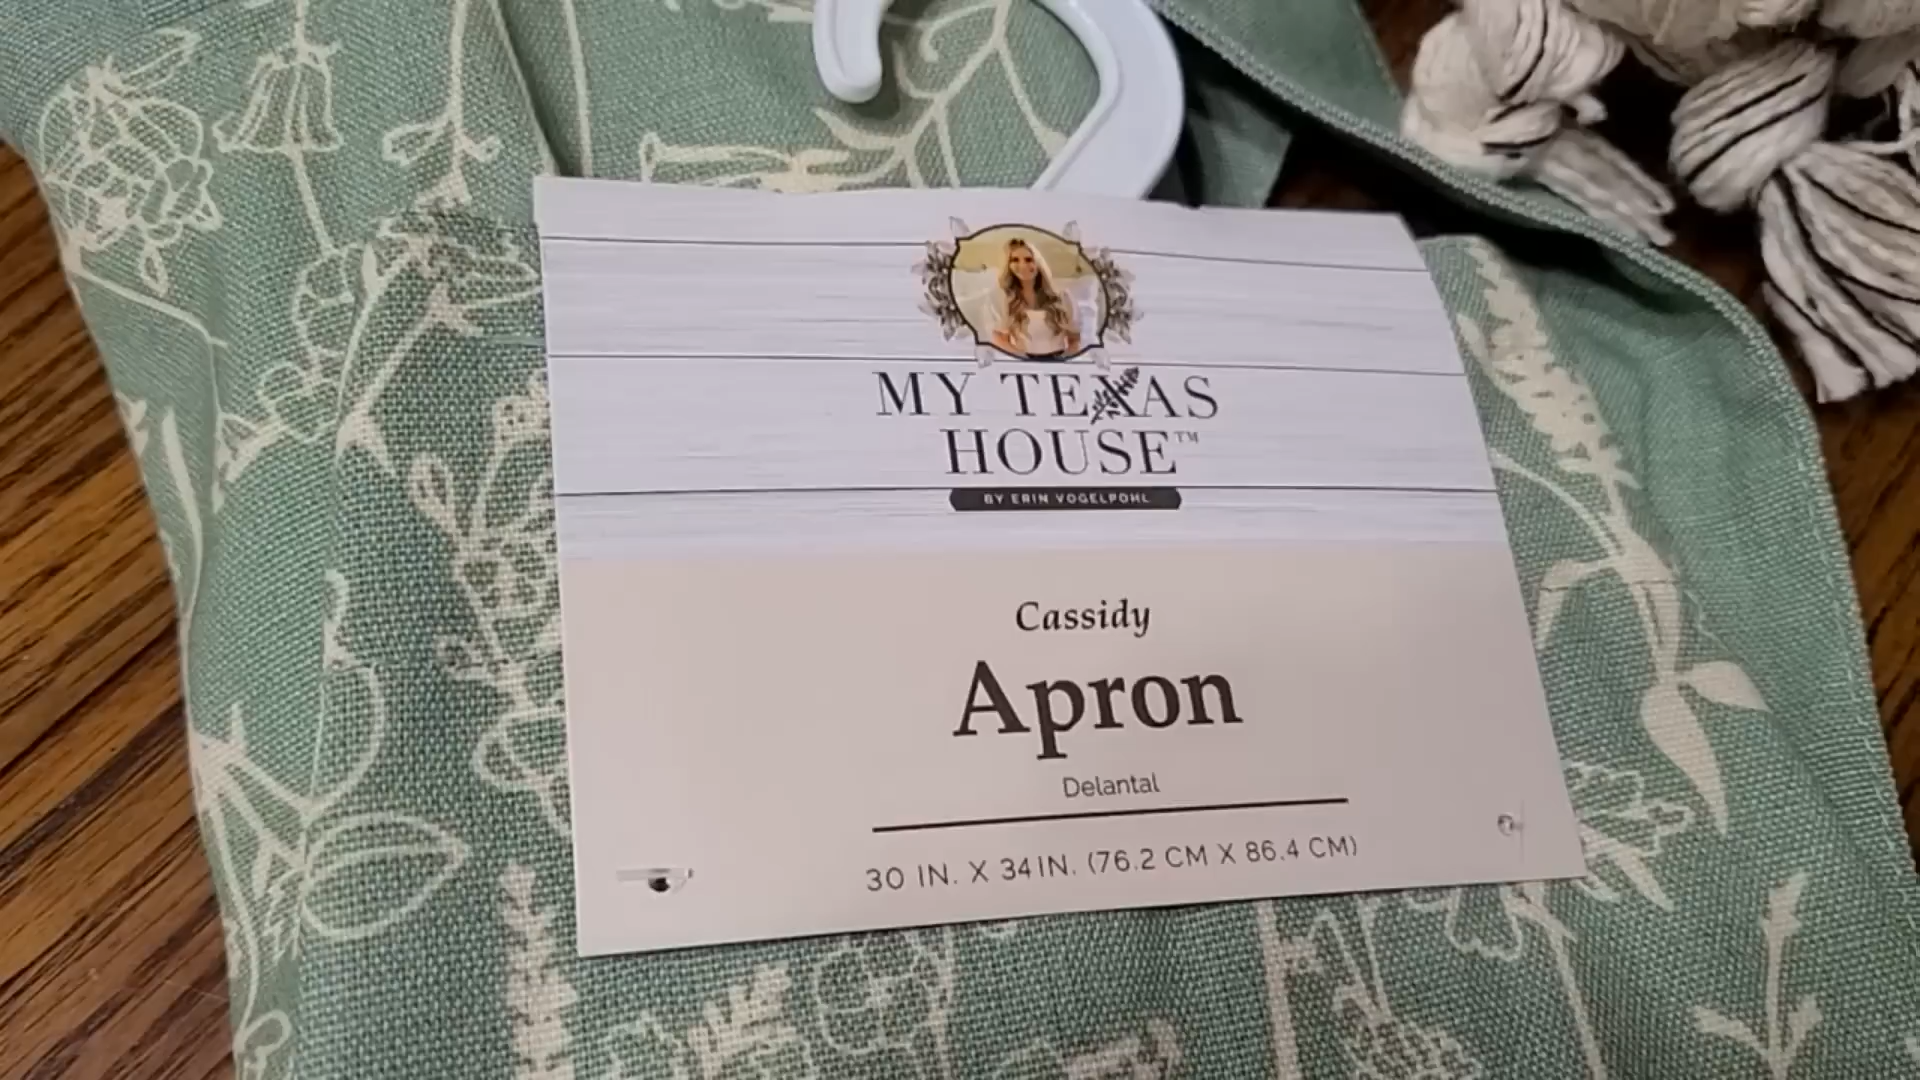 MY TEXAS
HOUSE™
BY ERIN VOGELPOHL
Cassidy
Apron
Delantal
30 IN. X 34 IN. (76.2 CM X 86.4 CM)